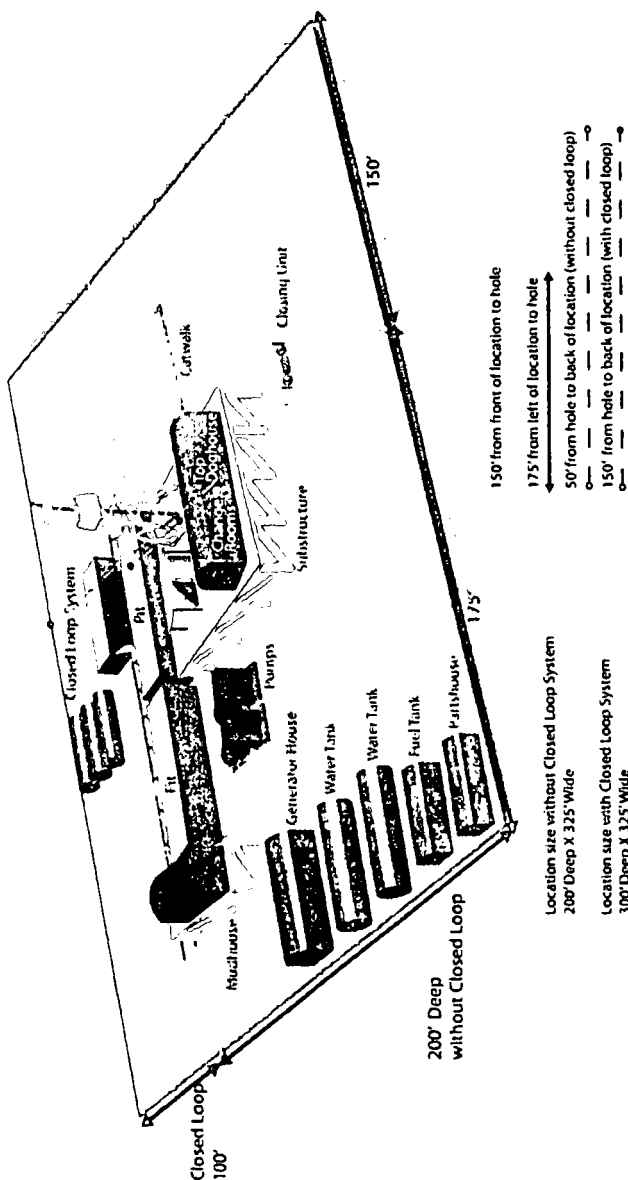 Closed Loop System
Pit
Pit
Catwalk
Top
Doghouse
Change
Rooms
Closing Unit
Substructure
Pumps
Mudhouse
Generator House
Water Tank
Water Tank
Fuel Tank
Partshouse
Closed Loop
100'
200' Deep
without Closed Loop
175'
150'
150' from front of location to hole
175' from left of location to hole
50' from hole to back of location (without closed loop)
150' from hole to back of location (with closed loop)
Location size without Closed Loop System
200' Deep X 325' Wide
Location size with Closed Loop System
300' Deep X 325' Wide